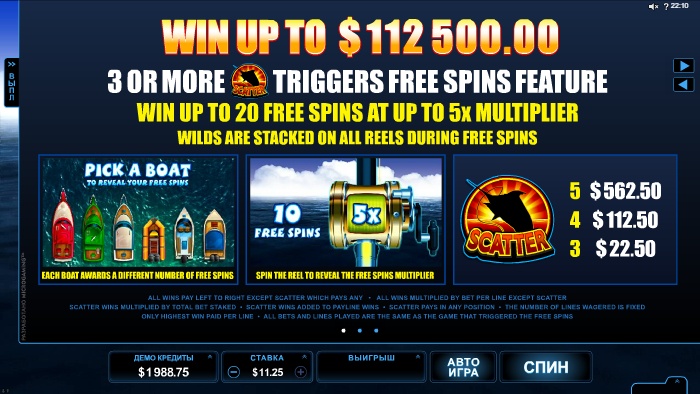 22:10
WIN UP TO $112 500.00
3 OR MORE SCATTER TRIGGERS FREE SPINS FEATURE
WIN UP TO 20 FREE SPINS AT UP TO 5x MULTIPLIER
WILDS ARE STACKED ON ALL REELS DURING FREE SPINS
ВЫПЛ
PICK A BOAT
TO REVEAL YOUR FREE SPINS
EACH BOAT AWARDS A DIFFERENT NUMBER OF FREE SPINS
10
FREE SPINS
5x
SPIN THE REEL TO REVEAL THE FREE SPINS MULTIPLIER
SCATTER
5 $562.50
4 $112.50
3 $22.50
ALL WINS PAY LEFT TO RIGHT EXCEPT SCATTER WHICH PAYS ANY • ALL WINS MULTIPLIED BY BET PER LINE EXCEPT SCATTER
SCATTER WINS MULTIPLIED BY TOTAL BET STAKED • SCATTER WINS ADDED TO PAYLINE WINS • SCATTER PAYS IN ANY POSITION • THE NUMBER OF LINES WAGERED IS FIXED
ONLY HIGHEST WIN PAID PER LINE • ALL BETS AND LINES PLAYED ARE THE SAME AS THE GAME THAT TRIGGERED THE FREE SPINS
РАЗРАБОТАНО MICROGAMING™
ДЕМО КРЕДИТЫ
$1988.75
СТАВКА
$11.25
ВЫИГРЫШ
АВТО
ИГРА
СПИН